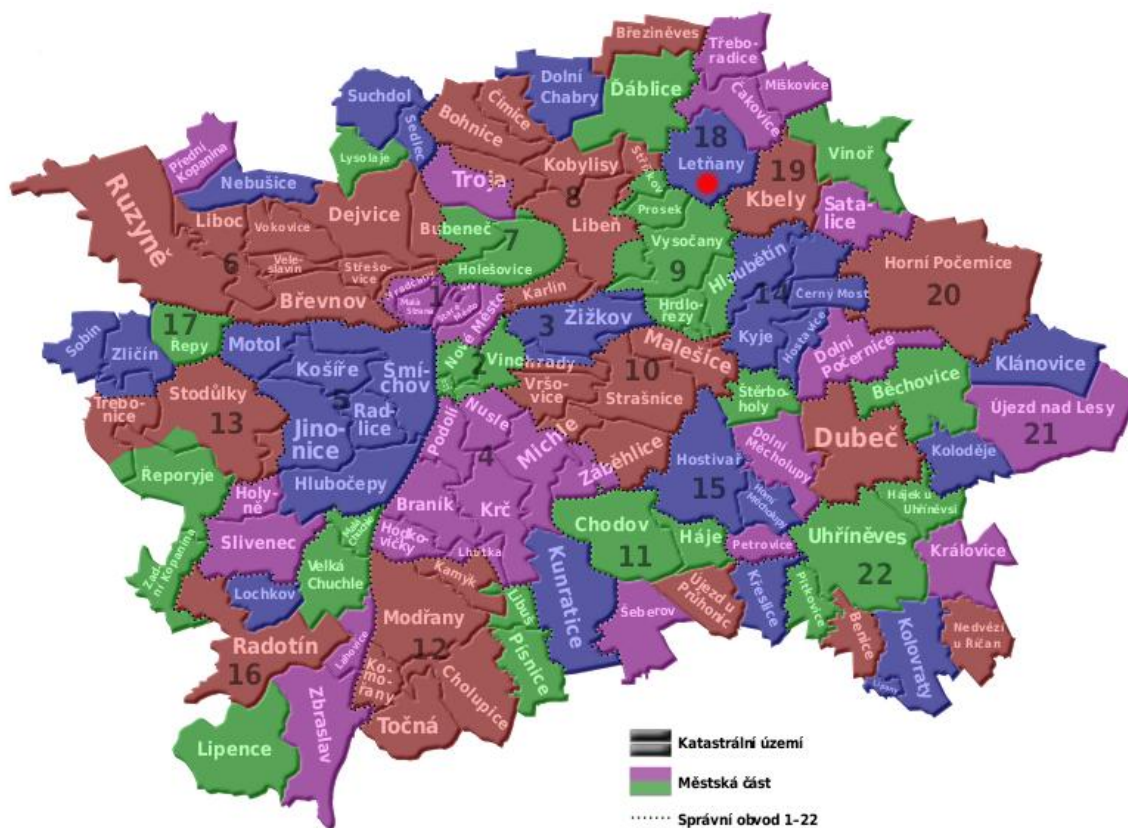 Březiněves
Třebo-
radice
Dolní
Chabry
Ďáblice
Miškovice
Čakovice
Suchdol
Sedlec
Čimice
Bohnice
18
Letňany
19
Kbely
Vinoř
Přední
Kopanina
Lysolaje
Kobylisy
Střížkov
Nebušice
Troja
8
Prosek
Sata-
lice
Ruzyně
Liboc
Vokovice
Dejvice
Bubeneč
7
Libeň
Vysočany
Hloubětín
Horní Počernice
20
6
Vele-
slavín
Střešo-
vice
Holešovice
9
14
Černý Most
Břevnov
Hradčany
1
Malá
Strana
Staré
Město
Karlín
Hrdlo-
řezy
17
Řepy
Sobín
Zličín
Motol
Nové Město
3
Žižkov
Malešice
Kyje
Hostavice
Dolní
Počernice
Klánovice
Košíře
Smí-
chov
2
Vinohrady
10
Běchovice
Stodůlky
13
Třebo-
nice
5
Rad-
lice
Vršo-
vice
Strašnice
Štěrbo-
holy
Újezd nad Lesy
21
Jino-
nice
Podolí
Nusle
Michle
4
Záběhlice
Hostivař
15
Dolní
Měcholupy
Dubeč
Koloděje
Řeporyje
Hlubočepy
Holy-
ně
Braník
Krč
Horní
Měcholupy
Hájek u
Uhříněvsi
Slivenec
Malá
Chuchle
Hodko-
vičky
Lhotka
Chodov
11
Háje
Petrovice
Uhříněves
22
Královice
Zad-
ní Kopanina
Velká
Chuchle
Kunratice
Lochkov
Kamýk
Libuš
Újezd u
Průhonic
Křeslice
Pitkovice
Šeberov
Modřany
12
Písnice
Benice
Kolovraty
Nedvězí
u Říčan
Radotín
16
Lahovice
Ko-
mo-
řany
Cholupice
Lipany
Zbraslav
Točná
Lipence
Katastrální území
Městská část
Správní obvod 1–22